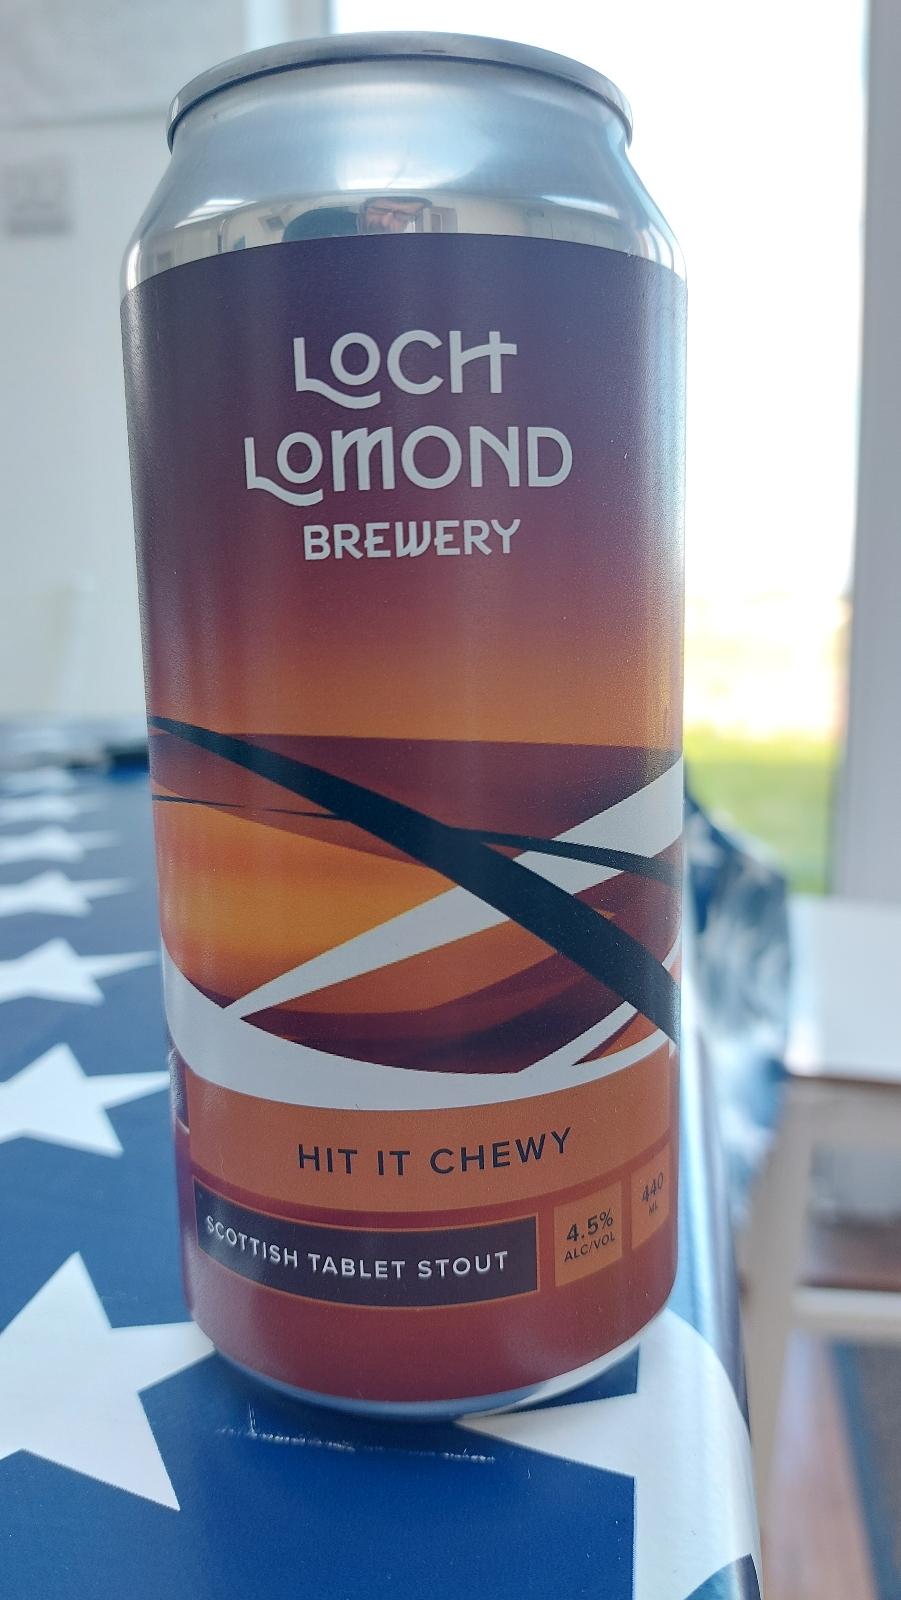 LOCH
LOMOND
BREWERY
HIT IT CHEWY
SCOTTISH TABLET STOUT
4.5%
ALC/VOL
440
ML